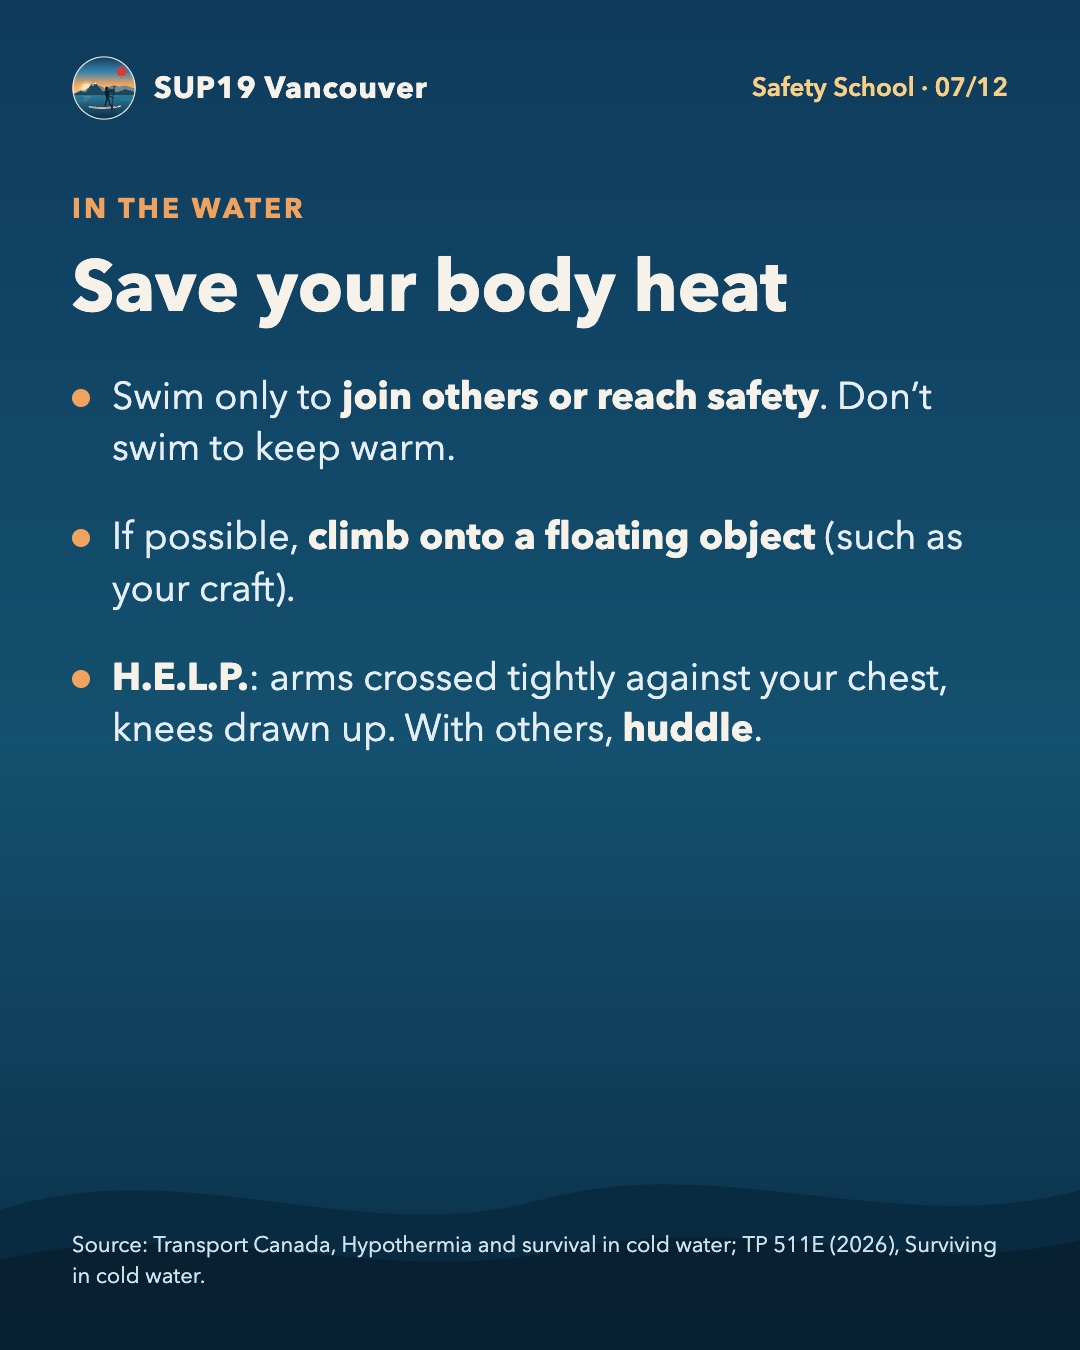 SUP19 Vancouver
Safety School · 07/12
IN THE WATER
Save your body heat
Swim only to join others or reach safety. Don’t
swim to keep warm.
If possible, climb onto a floating object (such as
your craft).
H.E.L.P.: arms crossed tightly against your chest,
knees drawn up. With others, huddle.
Source: Transport Canada, Hypothermia and survival in cold water; TP 511E (2026), Surviving
in cold water.